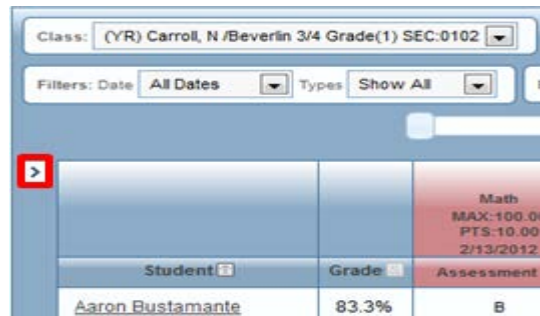 Class: (YR) Carroll, N /Beverlin 3/4 Grade(1) SEC:0102
Filters: Date All Dates Types Show All
>
Math
MAX:100.00
PTS:10.00
2/13/2012
Student Grade Assessment
Aaron Bustamante 83.3% B